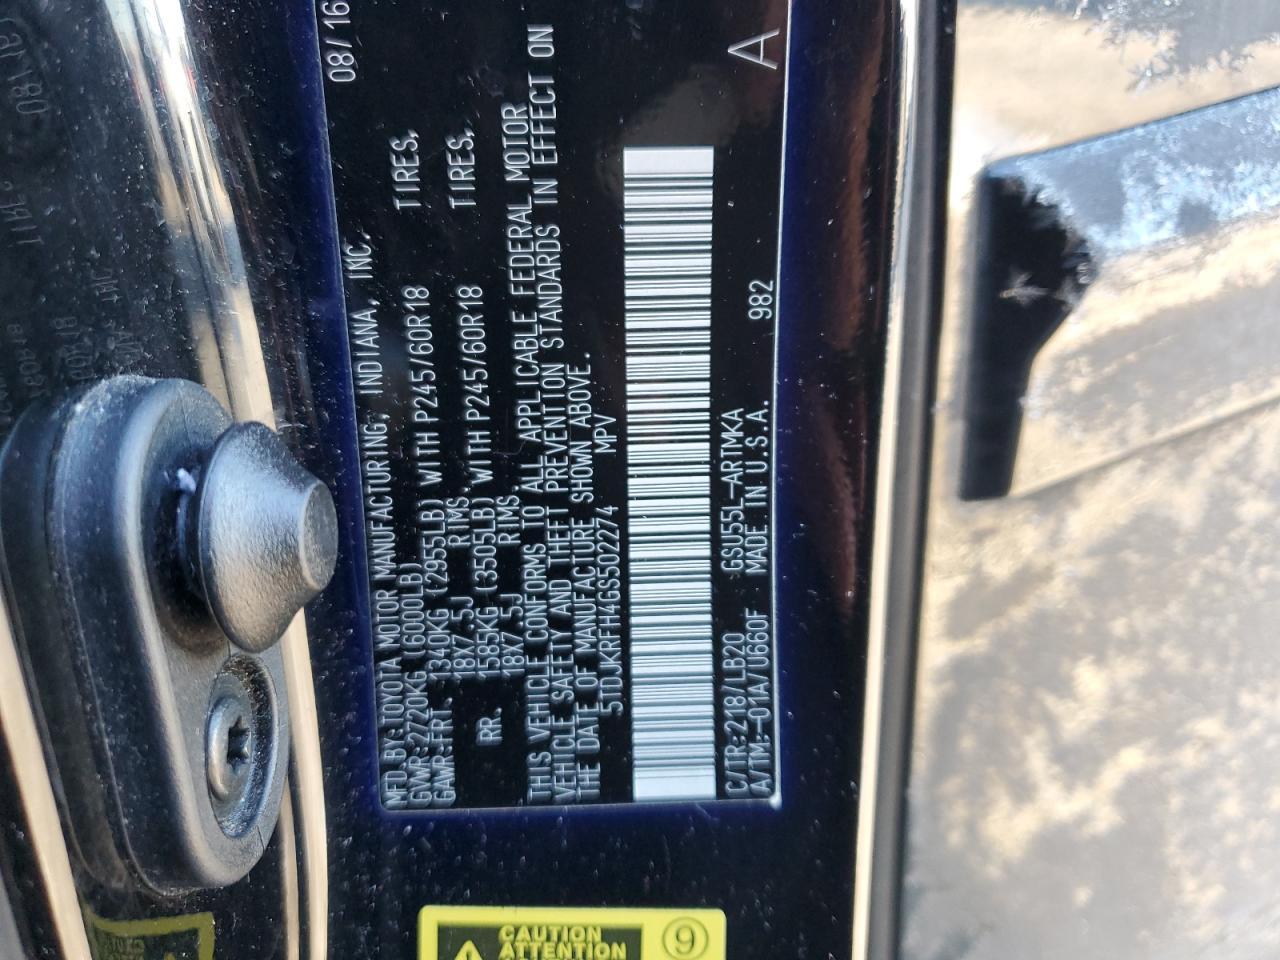 MFD.BY:TOYOTA MOTOR MANUFACTURING, INDIANA, INC. 08/16
GVWR:2720KG (6000LB)
GAWR:FRT 1340KG (2955LB) WITH P245/60R18 TIRES,
18X7.5J RIMS,
RR. 1585KG (3505LB) WITH P245/60R18 TIRES,
18X7.5J RIMS
THIS VEHICLE CONFORMS TO ALL APPLICABLE FEDERAL MOTOR
VEHICLE SAFETY AND THEFT PREVENTION STANDARDS IN EFFECT ON
THE DATE OF MANUFACTURE SHOWN ABOVE.
5TDJKRFH4GS502274 MPV
C/TR:218/LB20 GSU55L-ARTMKA
A/TM:-01A/U660F MADE IN U.S.A. 982 A
CAUTION
ATTENTION
9